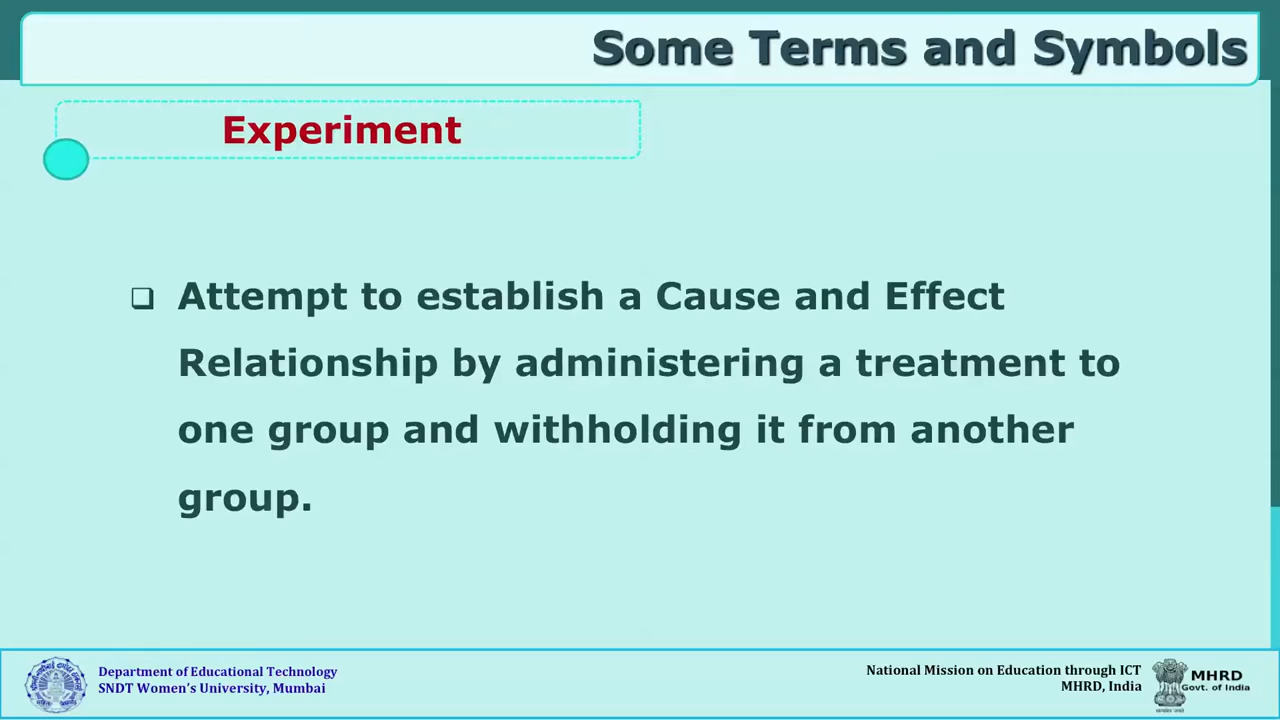 Some Terms and Symbols
Experiment
❑ Attempt to establish a Cause and Effect
Relationship by administering a treatment to
one group and withholding it from another
group.
Department of Educational Technology
SNDT Women's University, Mumbai
National Mission on Education through ICT
MHRD, India
MHRD
Govt. of India